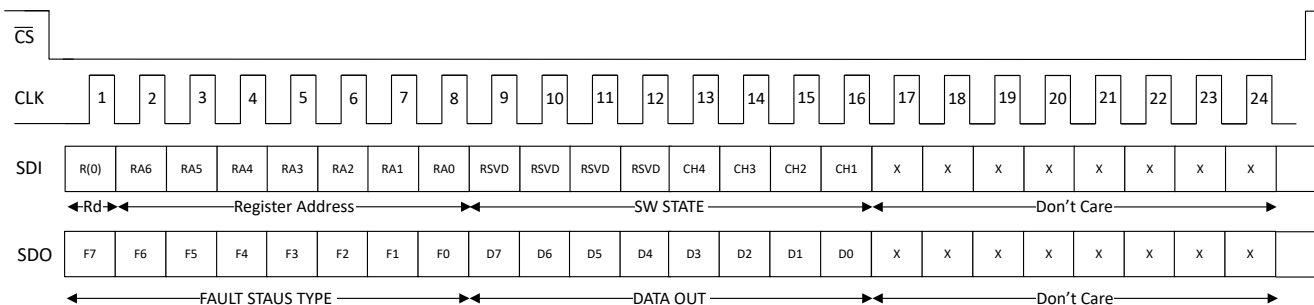 CS
CLK 1 2 3 4 5 6 7 8 9 10 11 12 13 14 15 16 17 18 19 20 21 22 23 24
SDI R(0) RA6 RA5 RA4 RA3 RA2 RA1 RA0 RSVD RSVD RSVD RSVD CH4 CH3 CH2 CH1 X X X X X X X X
Rd Register Address SW STATE Don't Care
SDO F7 F6 F5 F4 F3 F2 F1 F0 D7 D6 D5 D4 D3 D2 D1 D0 X X X X X X X X
FAULT STAUS TYPE DATA OUT Don't Care